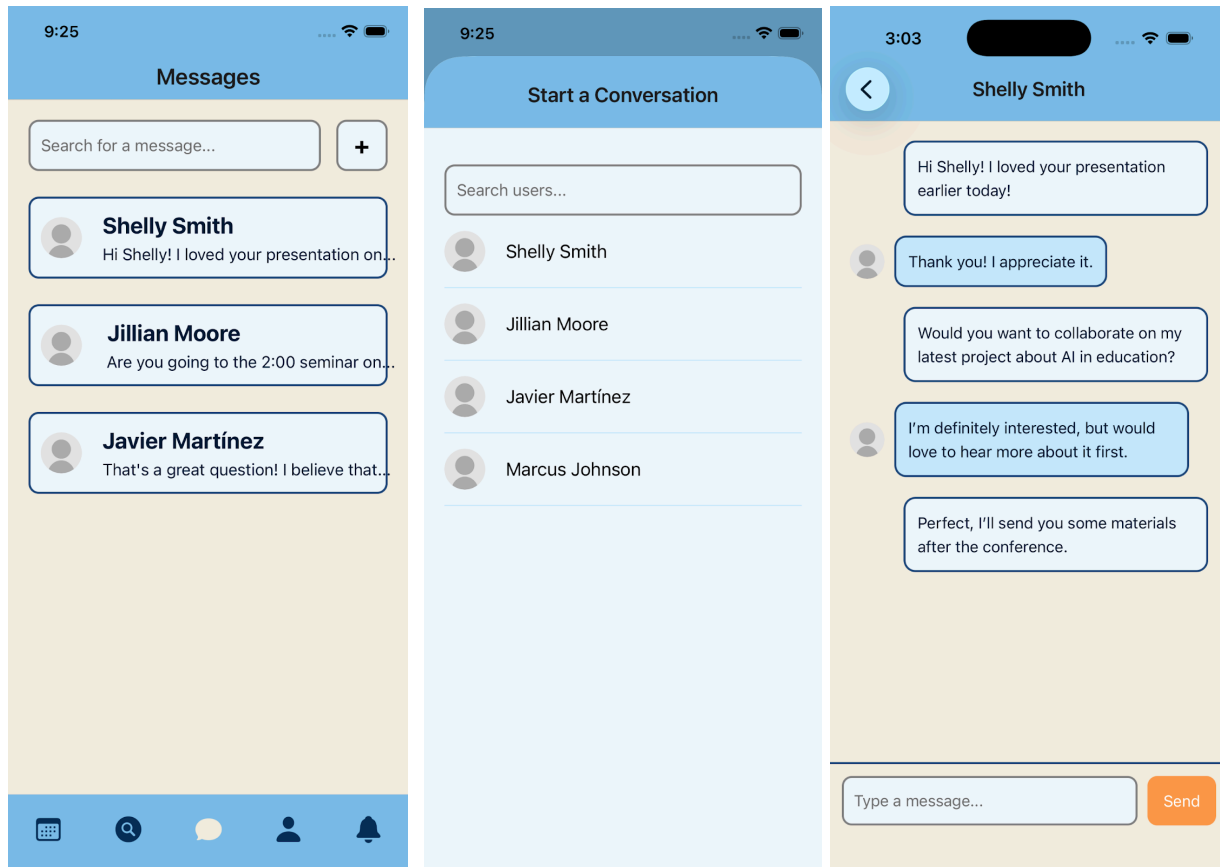 9:25
Messages
Search for a message...
+
Shelly Smith
Hi Shelly! I loved your presentation on...
Jillian Moore
Are you going to the 2:00 seminar on...
Javier Martínez
That's a great question! I believe that...
9:25
Start a Conversation
Search users...
Shelly Smith
Jillian Moore
Javier Martínez
Marcus Johnson
3:03
Shelly Smith
Hi Shelly! I loved your presentation
earlier today!
Thank you! I appreciate it.
Would you want to collaborate on my
latest project about AI in education?
I’m definitely interested, but would
love to hear more about it first.
Perfect, I’ll send you some materials
after the conference.
Type a message...
Send